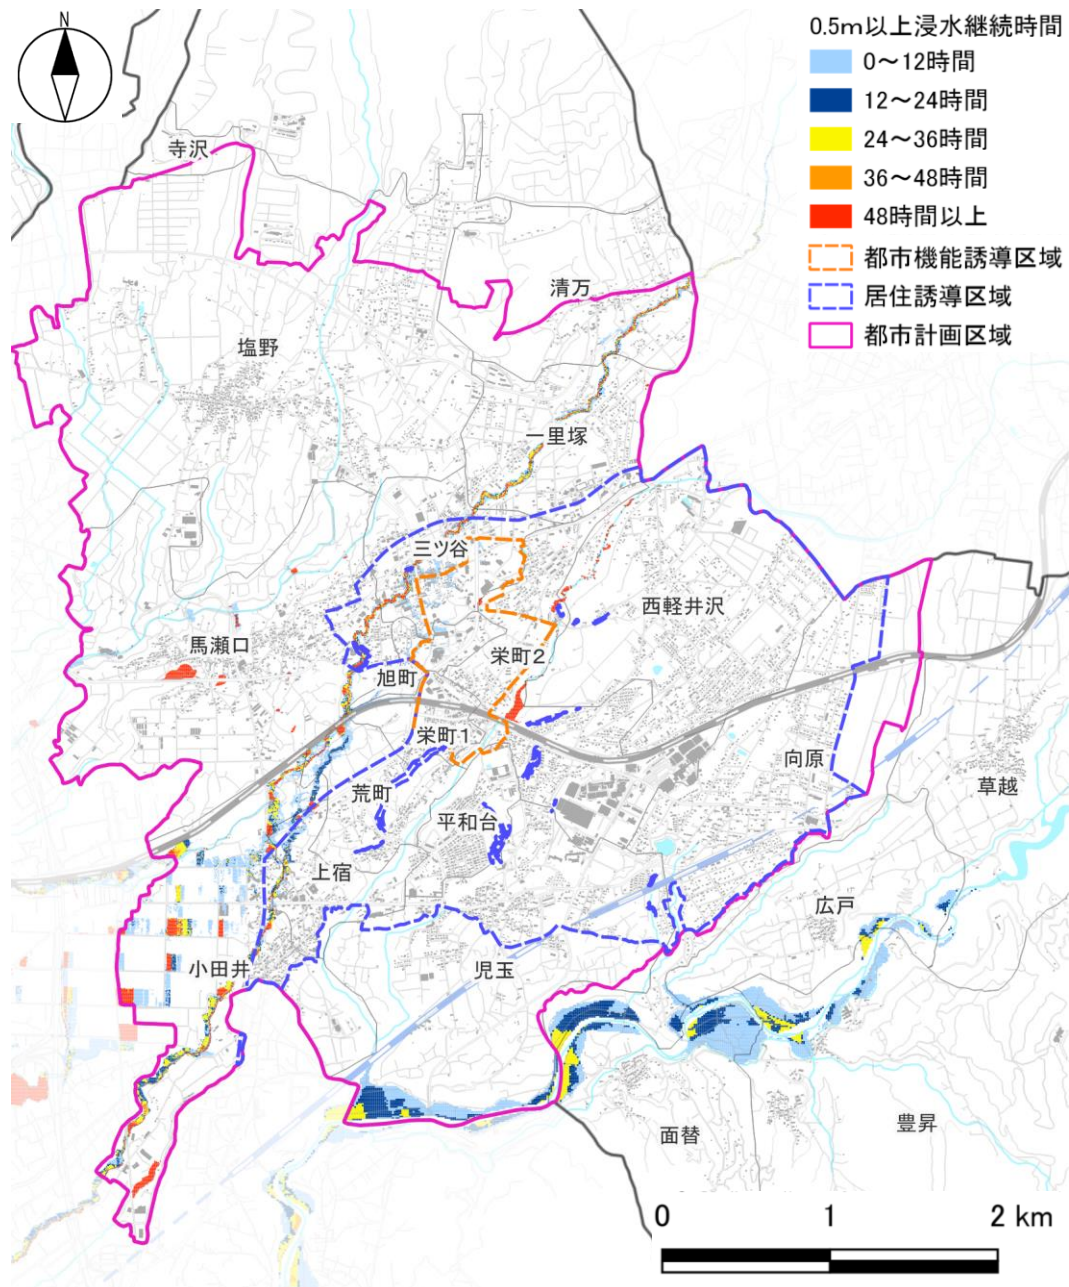 N
0.5m以上浸水継続時間
0~12時間
12~24時間
24~36時間
36~48時間
48時間以上
都市機能誘導区域
居住誘導区域
都市計画区域
寺沢
清万
塩野
一里塚
三ツ谷
西軽井沢
馬瀬口
栄町2
旭町
栄町1
向原
草越
荒町
平和台
上宿
広戸
小田井
児玉
面替
豊昇
0 1 2 km